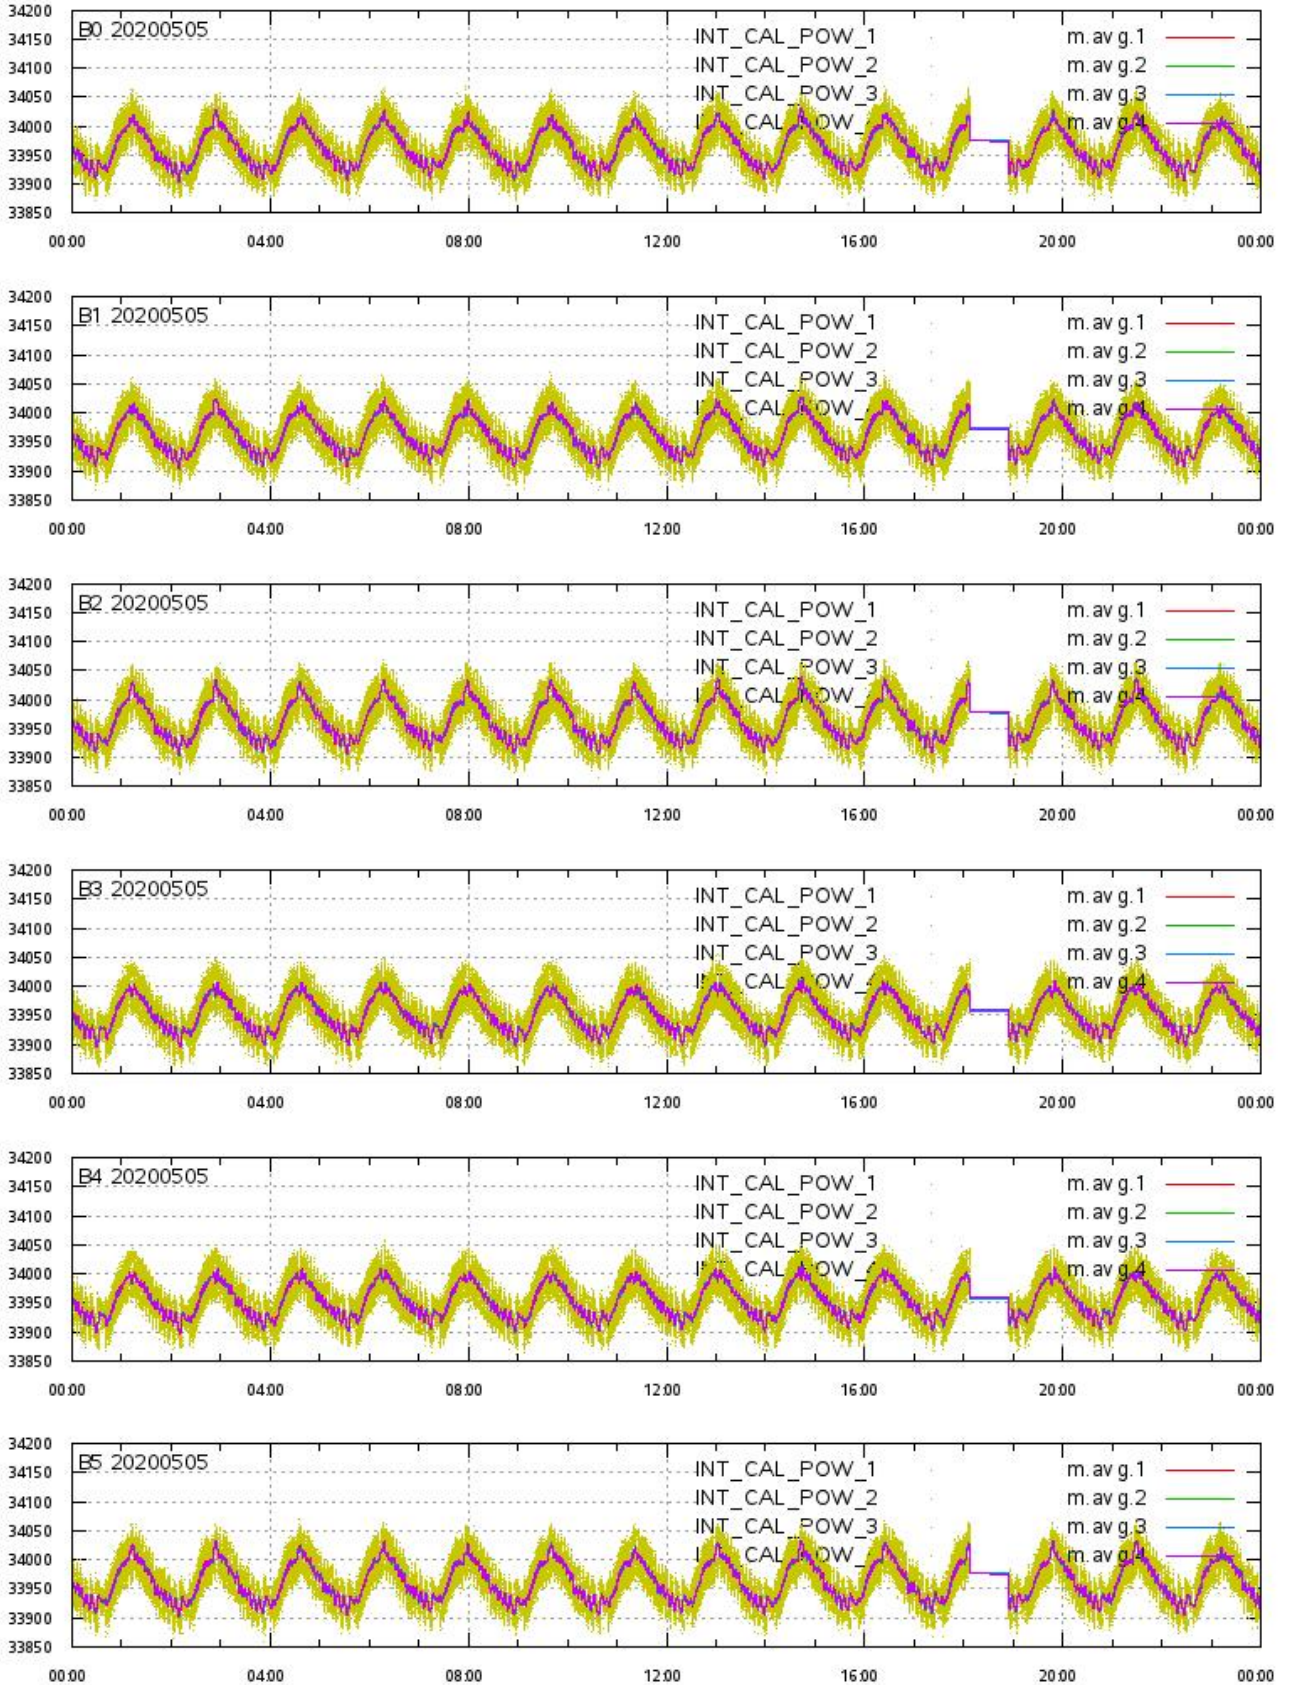 34200
B0 20200505 INT_CAL_POW_1 m.avg.1
34150
INT_CAL_POW_2 m.avg.2
34100
INT_CAL_POW_3 m.avg.3
34050
INT_CAL_POW_4 m.avg.4
34000
33950
33900
33850
00:00 04:00 08:00 12:00 16:00 20:00 00:00
34200
B1 20200505 INT_CAL_POW_1 m.avg.1
34150
INT_CAL_POW_2 m.avg.2
34100
INT_CAL_POW_3 m.avg.3
34050
INT_CAL_POW_4 m.avg.4
34000
33950
33900
33850
00:00 04:00 08:00 12:00 16:00 20:00 00:00
34200
B2 20200505 INT_CAL_POW_1 m.avg.1
34150
INT_CAL_POW_2 m.avg.2
34100
INT_CAL_POW_3 m.avg.3
34050
INT_CAL_POW_4 m.avg.4
34000
33950
33900
33850
00:00 04:00 08:00 12:00 16:00 20:00 00:00
34200
B3 20200505 INT_CAL_POW_1 m.avg.1
34150
INT_CAL_POW_2 m.avg.2
34100
INT_CAL_POW_3 m.avg.3
34050
INT_CAL_POW_4 m.avg.4
34000
33950
33900
33850
00:00 04:00 08:00 12:00 16:00 20:00 00:00
34200
B4 20200505 INT_CAL_POW_1 m.avg.1
34150
INT_CAL_POW_2 m.avg.2
34100
INT_CAL_POW_3 m.avg.3
34050
INT_CAL_POW_4 m.avg.4
34000
33950
33900
33850
00:00 04:00 08:00 12:00 16:00 20:00 00:00
34200
B5 20200505 INT_CAL_POW_1 m.avg.1
34150
INT_CAL_POW_2 m.avg.2
34100
INT_CAL_POW_3 m.avg.3
34050
INT_CAL_POW_4 m.avg.4
34000
33950
33900
33850
00:00 04:00 08:00 12:00 16:00 20:00 00:00